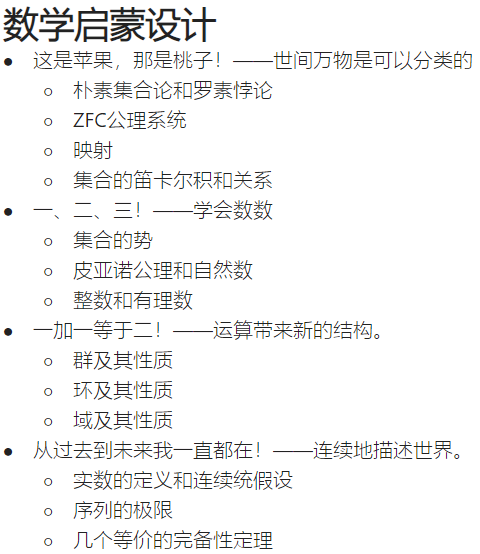 数学启蒙设计
● 这是苹果，那是桃子！——世间万物是可以分类的
○ 朴素集合论和罗素悖论
○ ZFC公理系统
○ 映射
○ 集合的笛卡尔积和关系
● 一、二、三！——学会数数
○ 集合的势
○ 皮亚诺公理和自然数
○ 整数和有理数
● 一加一等于二！——运算带来新的结构。
○ 群及其性质
○ 环及其性质
○ 域及其性质
● 从过去到未来我一直都在！——连续地描述世界。
○ 实数的定义和连续统假设
○ 序列的极限
○ 几个等价的完备性定理